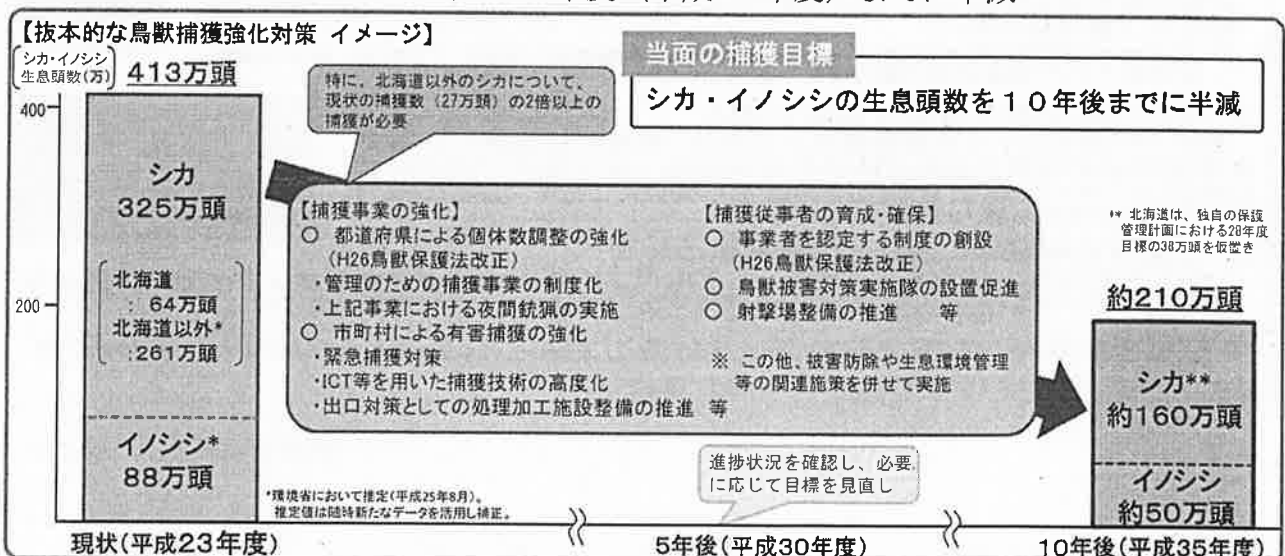 【抜本的な鳥獣捕獲強化対策 イメージ】
シカ・イノシシ
生息頭数(万)
413万頭
400
200
シカ
325万頭
北海道
:64万頭
北海道以外*
:261万頭
イノシシ*
88万頭
特に、北海道以外のシカについて、
現状の捕獲数(27万頭)の2倍以上の
捕獲が必要
当面の捕獲目標
シカ・イノシシの生息頭数を10年後までに半減
【捕獲事業の強化】
○ 都道府県による個体数調整の強化
(H26鳥獣保護法改正)
・管理のための捕獲事業の制度化
・上記事業における夜間銃猟の実施
○ 市町村による有害捕獲の強化
・緊急捕獲対策
・ICT等を用いた捕獲技術の高度化
・出口対策としての処理加工施設整備の推進 等
【捕獲従事者の育成・確保】
○ 事業者を認定する制度の創設
(H26鳥獣保護法改正)
○ 鳥獣被害対策実施隊の設置促進
○ 射撃場整備の推進 等
※ この他、被害防除や生息環境管理
等の関連施策を併せて実施
** 北海道は、独自の保護
管理計画における28年度
目標の38万頭を仮置き
約210万頭
シカ**
約160万頭
イノシシ
約50万頭
進捗状況を確認し、必要
に応じて目標を見直し
*環境省において推定(平成25年8月)。
推定値は随時新たなデータを活用し補正。
現状(平成23年度)
5年後(平成30年度)
10年後(平成35年度)